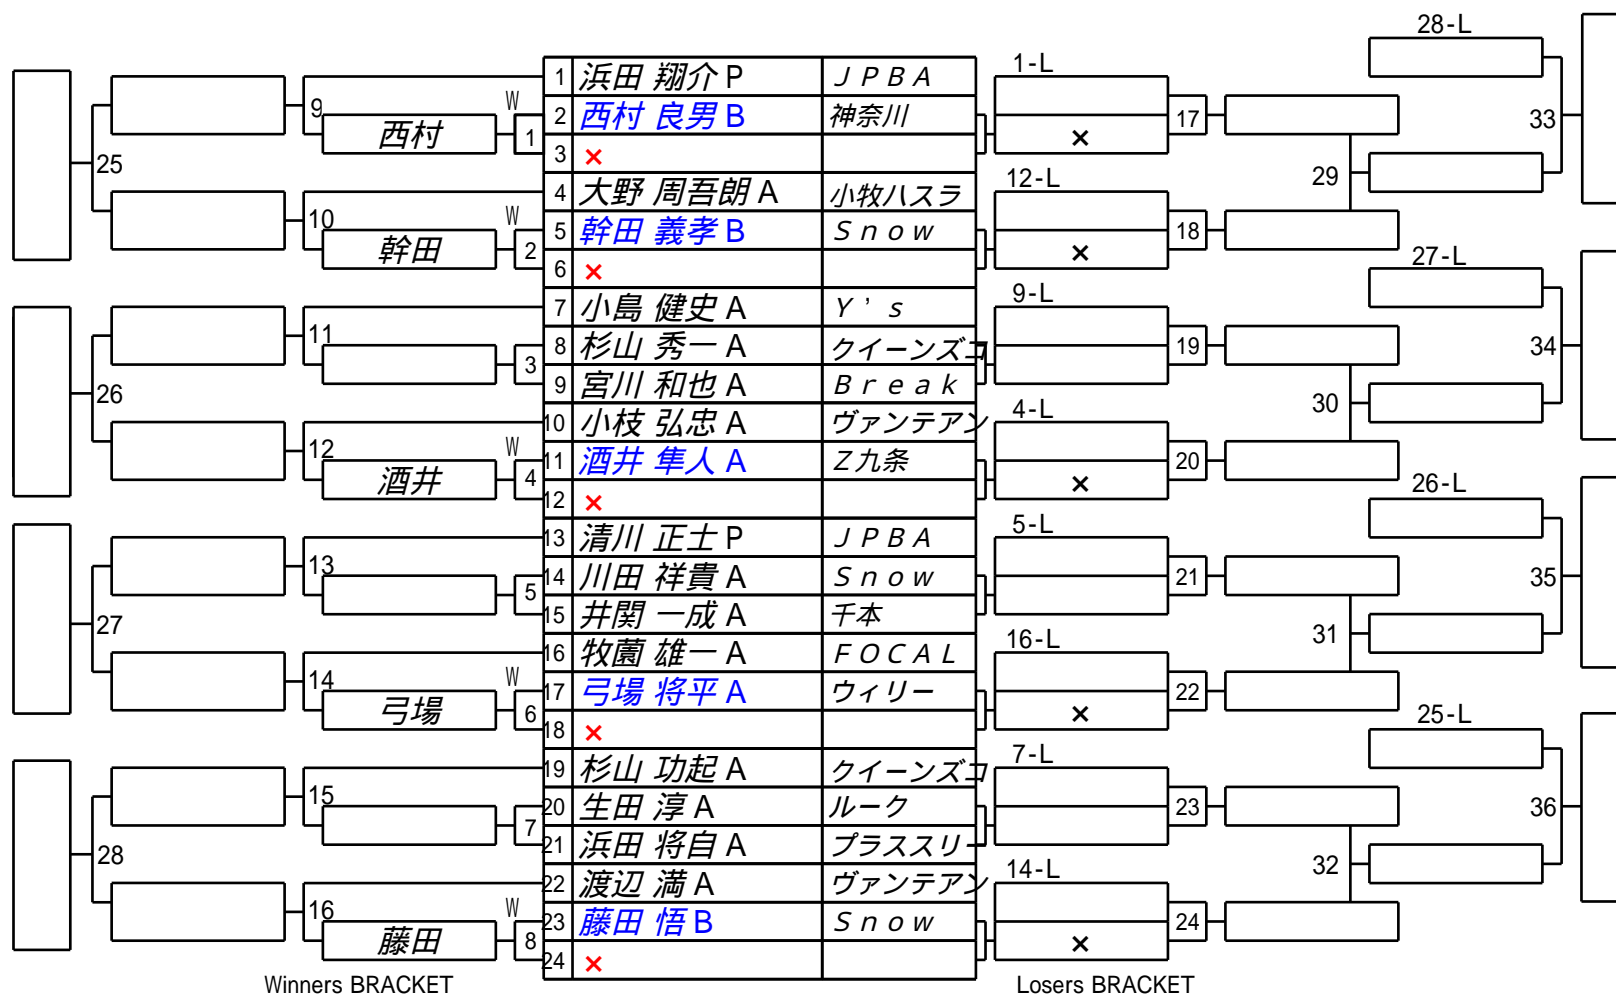 28-L
1 浜田 翔介 P ＪＰＢＡ 1-L
9 西村 W 1 2 西村 良男 B 神奈川 × 17 33
25 3 ×
4 大野 周吾朗 A 小牧ハスラ 12-L 29
10 幹田 W 2 5 幹田 義孝 B Ｓｎｏｗ × 18
6 × 27-L
7 小島 健史 A Ｙ’ｓ 9-L
11 3 8 杉山 秀一 A クイーンズコ 19 34
26 9 宮川 和也 A Ｂｒｅａｋ
10 小枝 弘忠 A ヴァンテアン 4-L 30
12 酒井 W 4 11 酒井 隼人 A Ｚ九条 × 20
12 × 26-L
13 清川 正士 P ＪＰＢＡ 5-L
13 5 14 川田 祥貴 A Ｓｎｏｗ 21 35
27 15 井関 一成 A 千本
16 牧薗 雄一 A ＦＯＣＡＬ 16-L 31
14 弓場 W 6 17 弓場 将平 A ウィリー × 22
18 × 25-L
19 杉山 功起 A クイーンズコ 7-L
15 7 20 生田 淳 A ルーク 23 36
28 21 浜田 将自 A プラススリー
22 渡辺 満 A ヴァンテアン 14-L 32
16 藤田 W 8 23 藤田 悟 B Ｓｎｏｗ × 24
24 ×
Winners BRACKET Losers BRACKET